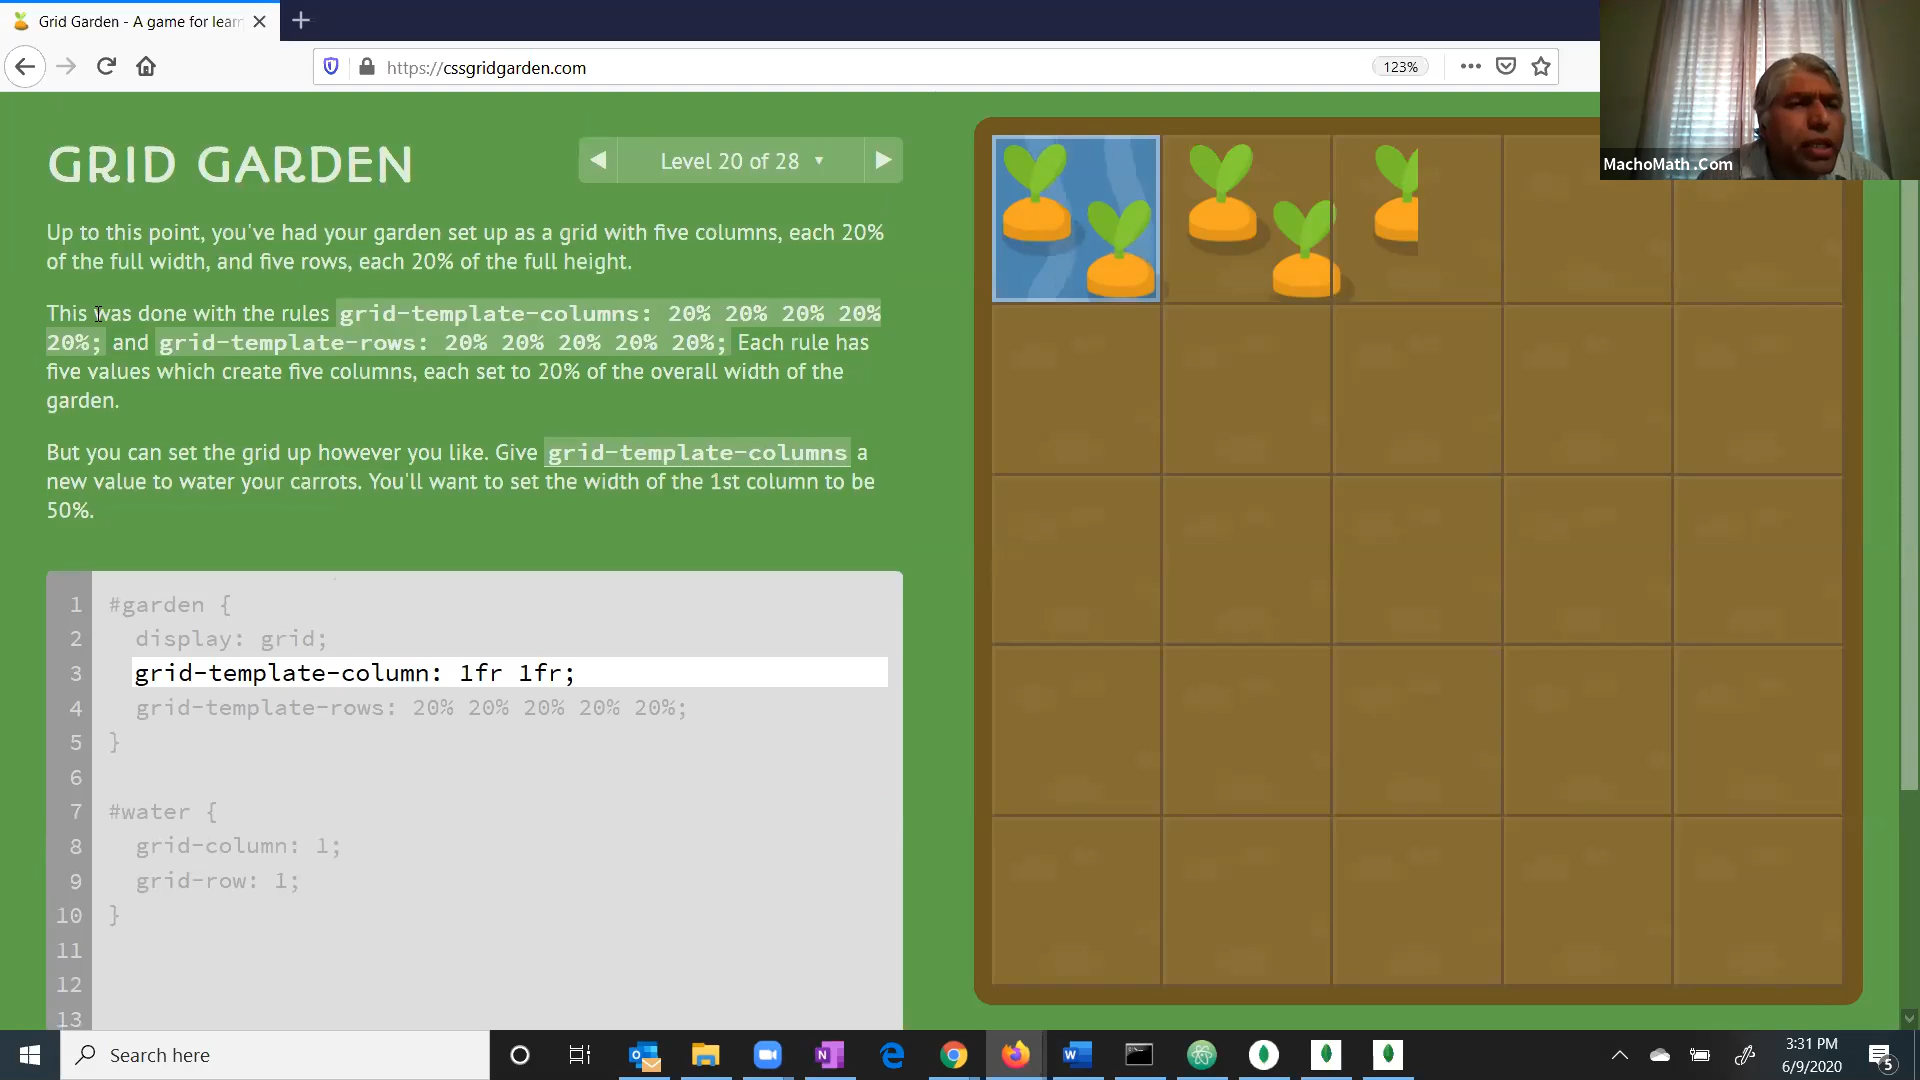 Grid Garden - A game for lear
https://cssgridgarden.com
123%
GRID GARDEN
Level 20 of 28
Up to this point, you've had your garden set up as a grid with five columns, each 20%
of the full width, and five rows, each 20% of the full height.
This was done with the rules grid-template-columns: 20% 20% 20% 20%
20%; and grid-template-rows: 20% 20% 20% 20% 20%; Each rule has
five values which create five columns, each set to 20% of the overall width of the
garden.
But you can set the grid up however you like. Give grid-template-columns a
new value to water your carrots. You'll want to set the width of the 1st column to be
50%.
1 #garden {
2 display: grid;
3 grid-template-column: 1fr 1fr;
4 grid-template-rows: 20% 20% 20% 20% 20%;
5 }
6
7 #water {
8 grid-column: 1;
9 grid-row: 1;
10 }
11
12
13
MachoMath.Com
Search here
3:31 PM
6/9/2020
5